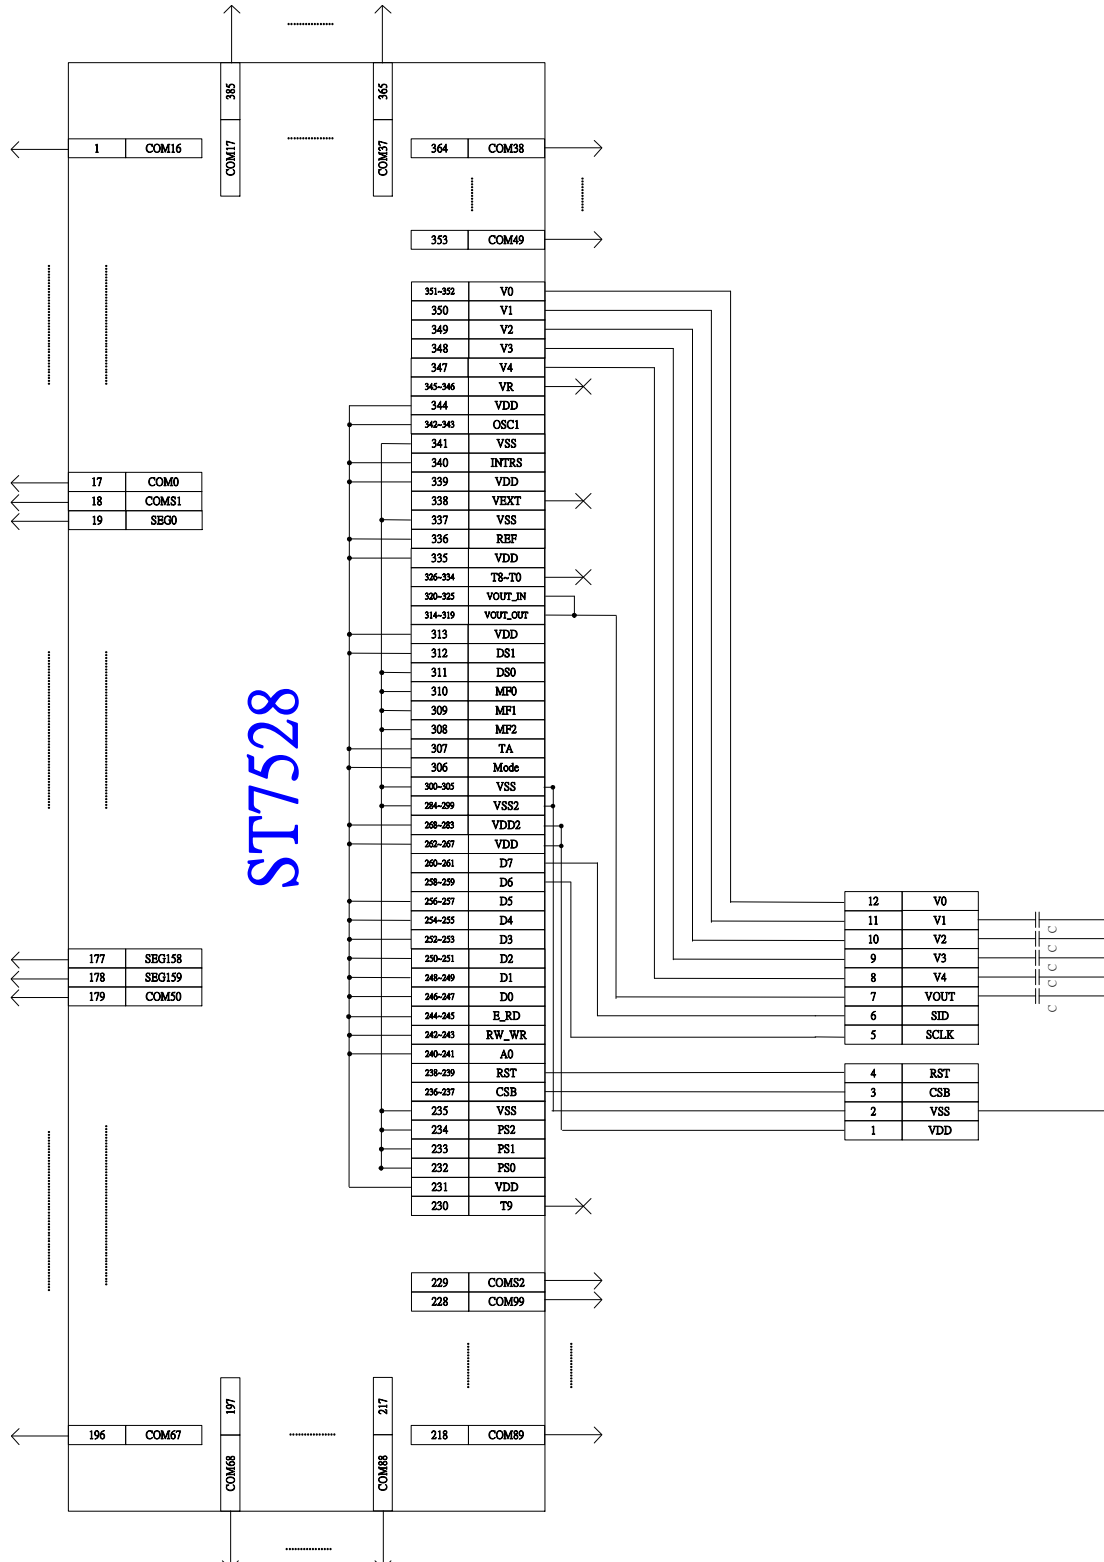 385
365
COM17
COM37
1 COM16
364 COM38
353 COM49
351~352 V0
350 V1
349 V2
348 V3
347 V4
345~346 VR
344 VDD
342~343 OSC1
341 VSS
340 INTRS
339 VDD
338 VEXT
337 VSS
336 REF
335 VDD
326~334 T8~T0
320~325 VOUT_IN
314~319 VOUT_OUT
313 VDD
312 DS1
311 DS0
310 MF0
309 MF1
308 MF2
307 TA
306 Mode
300~305 VSS
284~299 VSS2
268~283 VDD2
262~267 VDD
260~261 D7
258~259 D6
256~257 D5
254~255 D4
252~253 D3
250~251 D2
248~249 D1
246~247 D0
244~245 E_RD
242~243 RW_WR
240~241 A0
238~239 RST
236~237 CSB
235 VSS
234 PS2
233 PS1
232 PS0
231 VDD
230 T9
229 COMS2
228 COM99
218 COM89
17 COM0
18 COMS1
19 SEG0
ST7528
177 SEG158
178 SEG159
179 COM50
196 COM67
197
COM68
217
COM88
12 V0
11 V1
10 V2
9 V3
8 V4
7 VOUT
6 SID
5 SCLK
4 RST
3 CSB
2 VSS
1 VDD
C
C
C
C
C